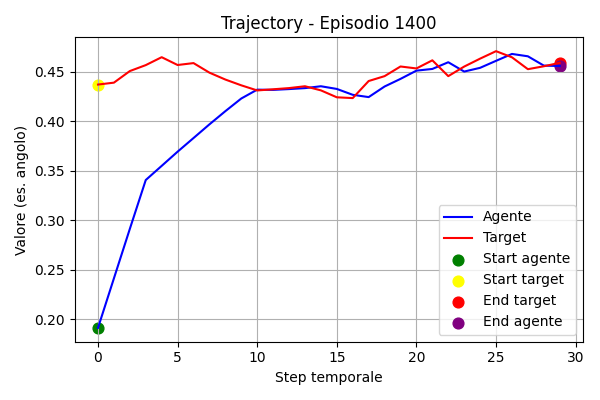 Trajectory - Episodio 1400
Valore (es. angolo)
0.45
0.40
0.35
0.30
0.25
0.20
Agente
Target
Start agente
Start target
End target
End agente
0 5 10 15 20 25 30
Step temporale